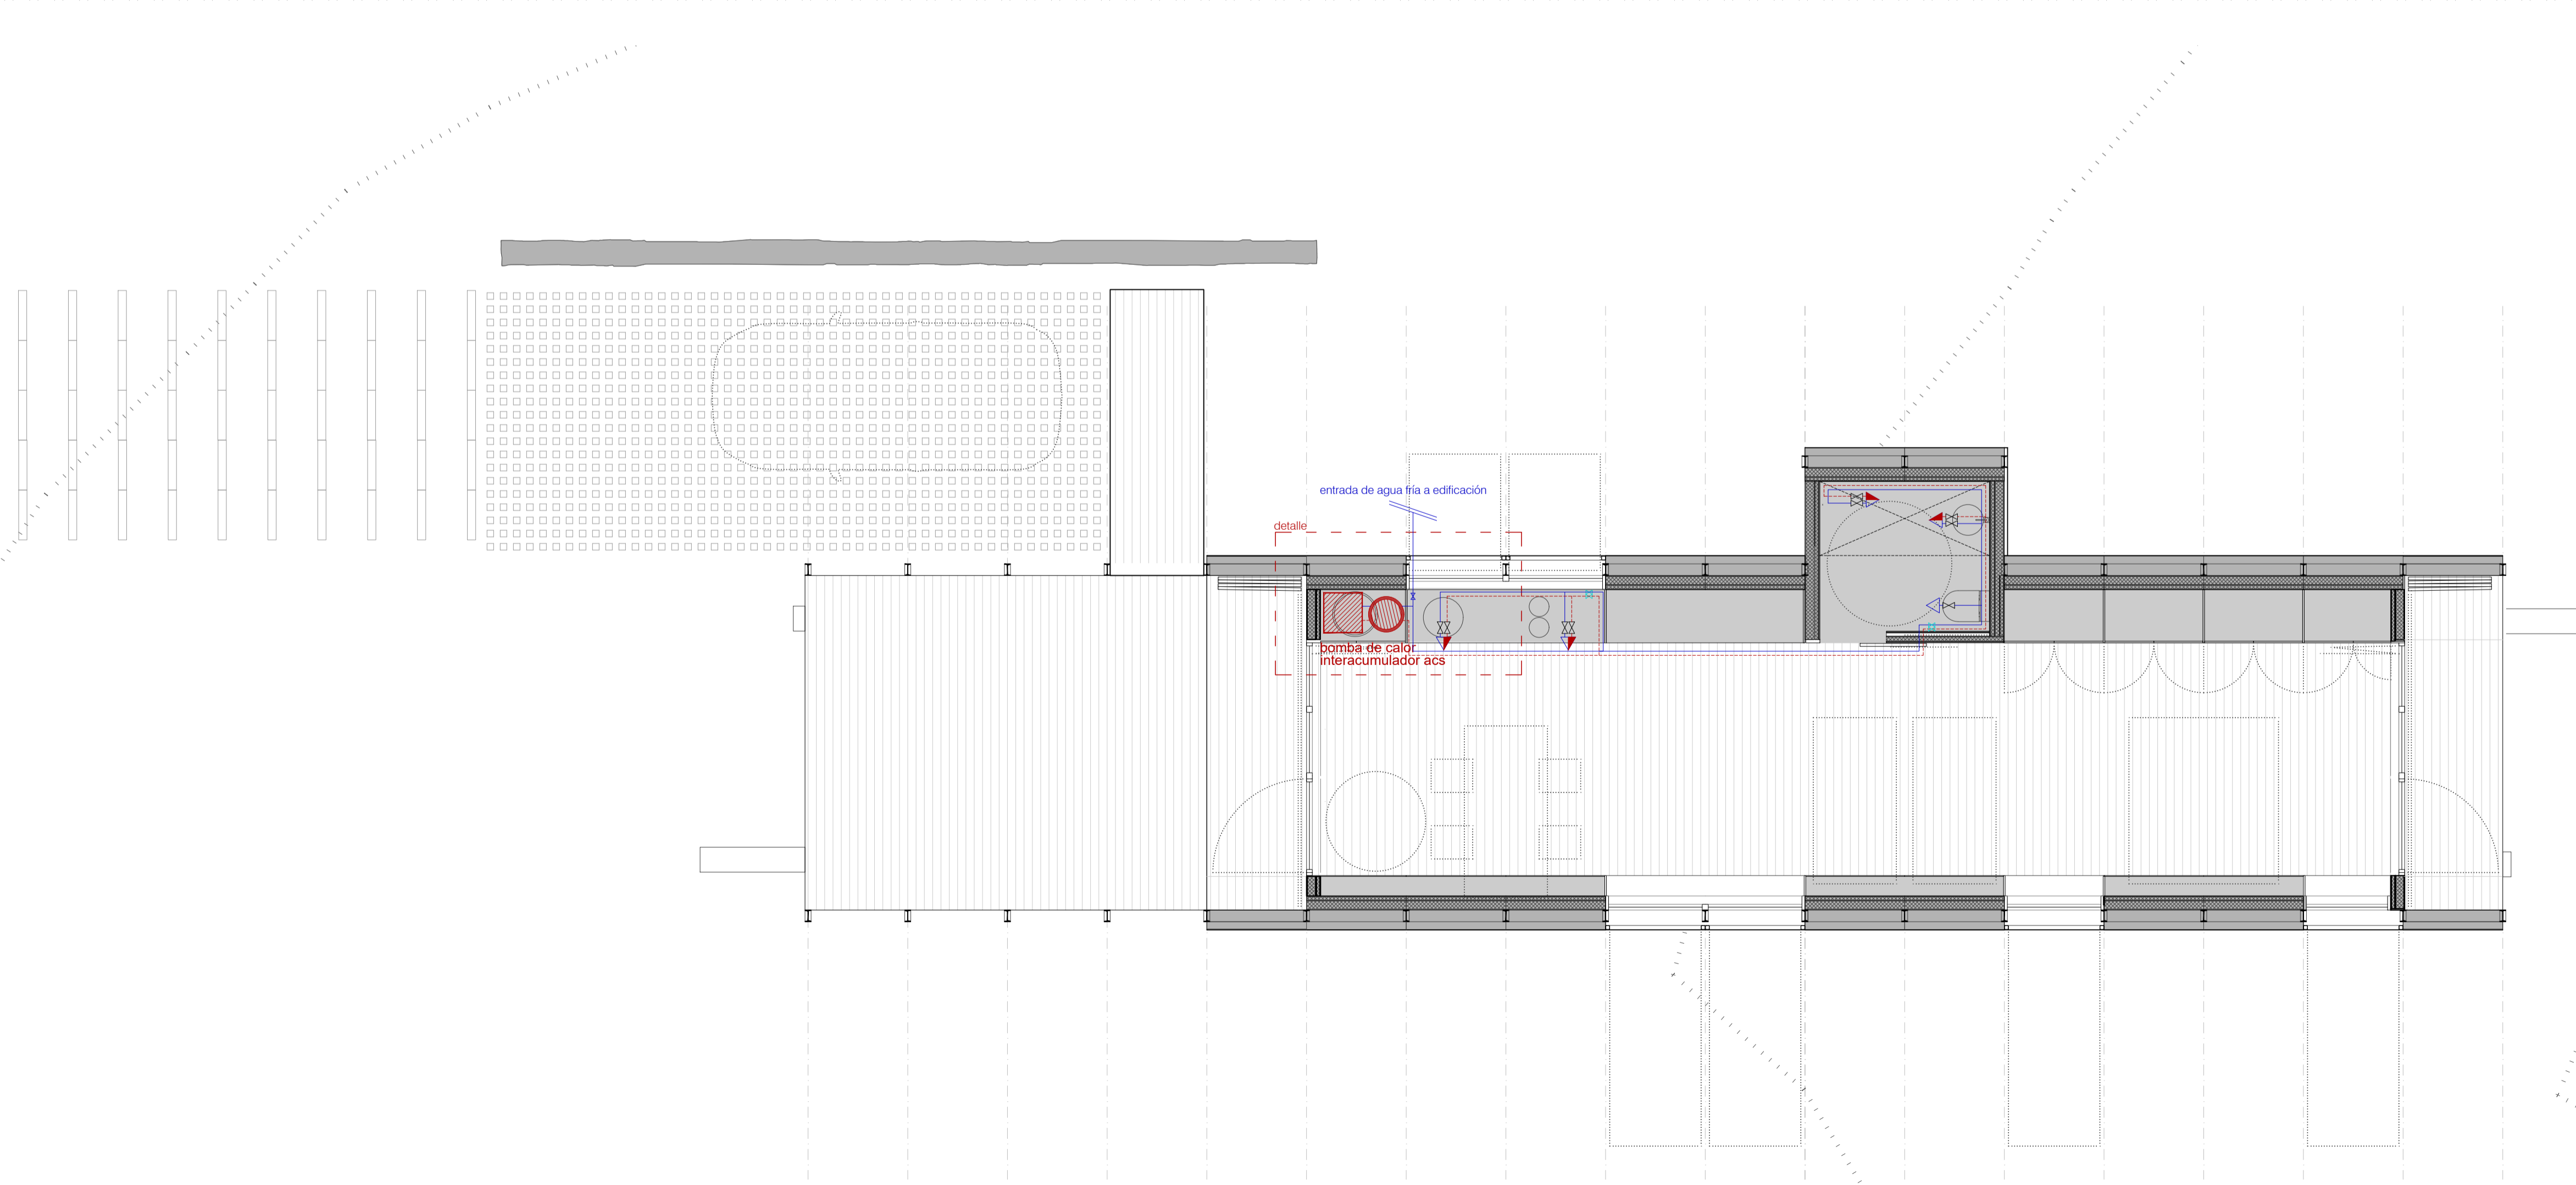 entrada de agua fría a edificación
detalle
bomba de calor
interacumulador acs